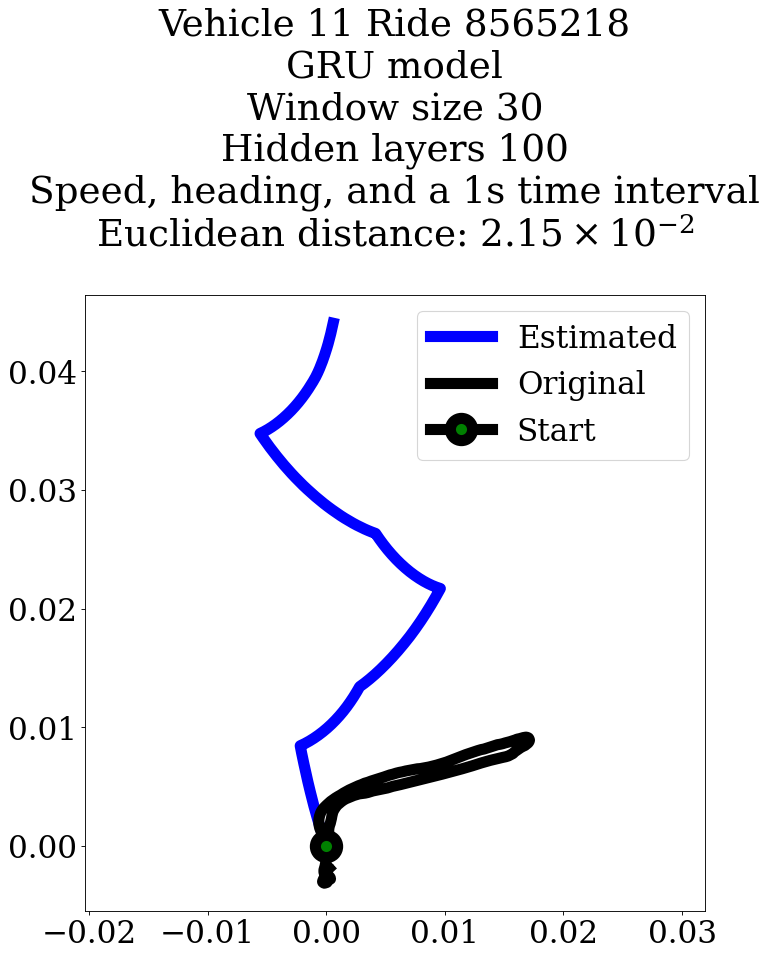 Vehicle 11 Ride 8565218
GRU model
Window size 30
Hidden layers 100
Speed, heading, and a 1s time interval
Euclidean distance: 2.15 × 10⁻²
Estimated
Original
Start
0.04
0.03
0.02
0.01
0.00
−0.02 −0.01 0.00 0.01 0.02 0.03